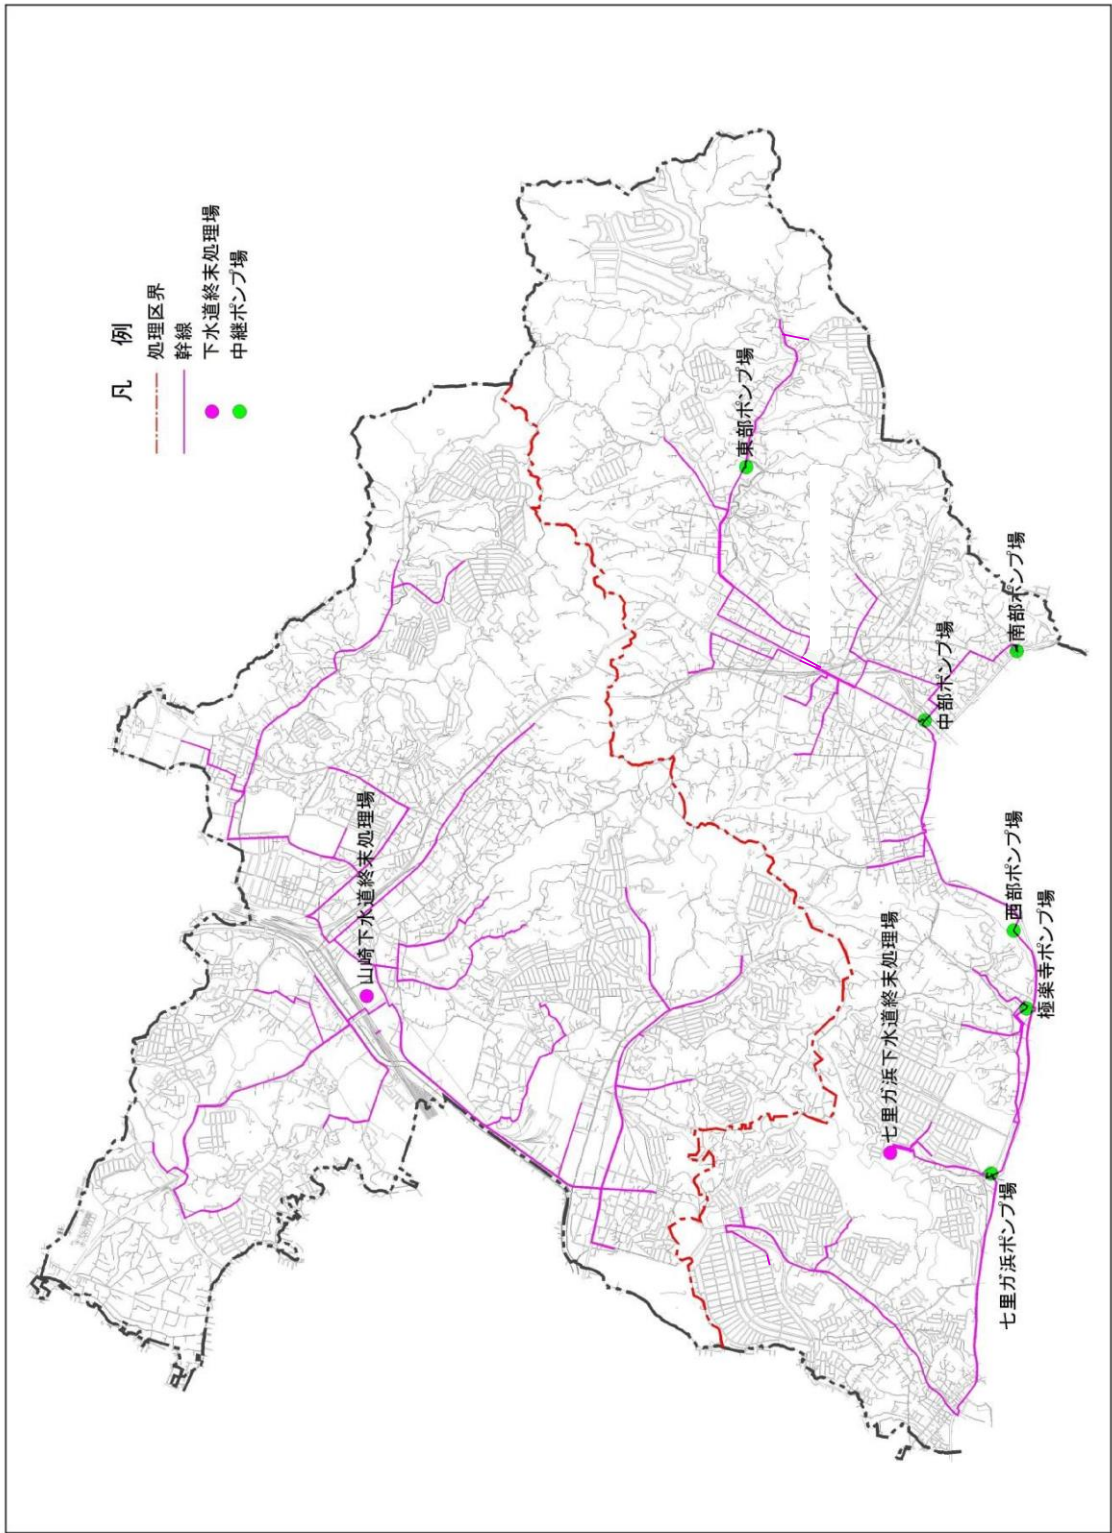 凡 例
処理区界
幹線
下水道終末処理場
中継ポンプ場
山崎下水道終末処理場
東部ポンプ場
七里ガ浜下水道終末処理場
中部ポンプ場
南部ポンプ場
西部ポンプ場
極楽寺ポンプ場
七里ガ浜ポンプ場